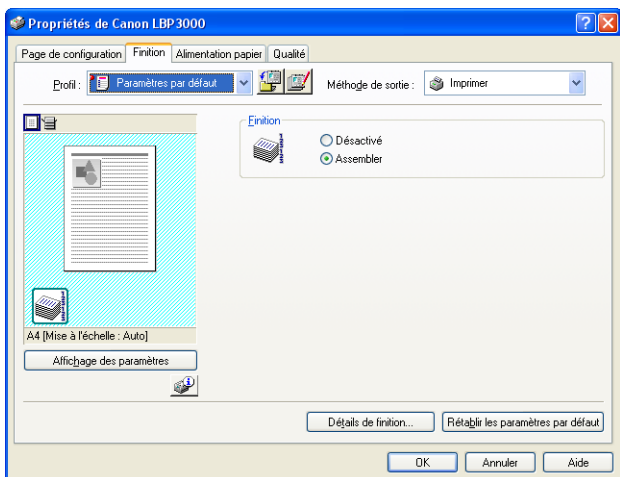 Propriétés de Canon LBP3000
Page de configuration Finition Alimentation papier Qualité
Profil : Paramètres par défaut Méthode de sortie : Imprimer
Finition
Désactivé
Assembler
A4 [Mise à l'échelle : Auto]
Affichage des paramètres
Détails de finition... Rétablir les paramètres par défaut
OK Annuler Aide